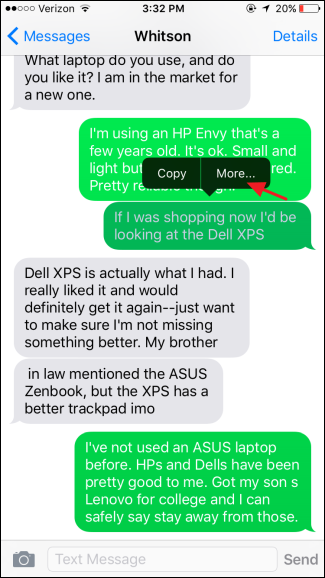 Verizon 3:32 PM 20%
Messages Whitson Details
What laptop do you use, and do
you like it? I am in the market for
a new one.
I'm using an HP Envy that's a
few years old. It's ok. Small and
light but
Copy More...
Pretty
If I was shopping now I'd be
looking at the Dell XPS
Dell XPS is actually what I had. I
really liked it and would
definitely get it again--just want
to make sure I'm not missing
something better. My brother
in law mentioned the ASUS
Zenbook, but the XPS has a
better trackpad imo
I've not used an ASUS laptop
before. HPs and Dells have been
pretty good to me. Got my son s
Lenovo for college and I can
safely say stay away from those.
Text Message Send